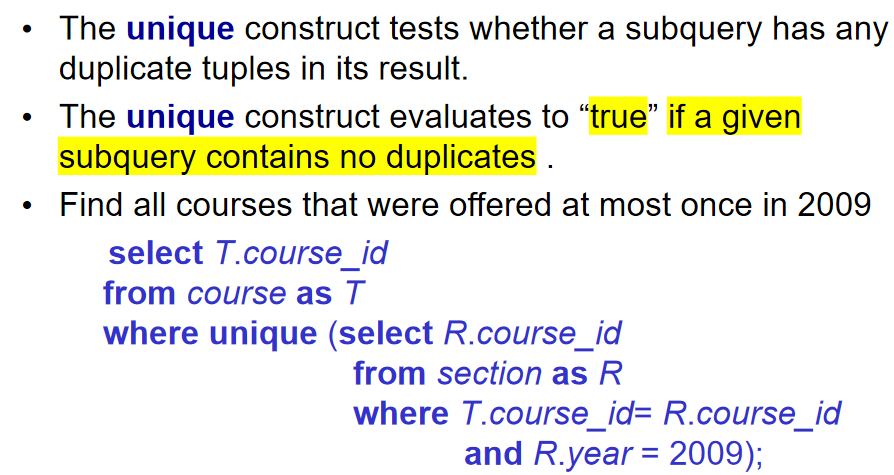 • The unique construct tests whether a subquery has any
duplicate tuples in its result.
• The unique construct evaluates to “true” if a given
subquery contains no duplicates .
• Find all courses that were offered at most once in 2009
select T.course_id
from course as T
where unique (select R.course_id
from section as R
where T.course_id= R.course_id
and R.year = 2009);